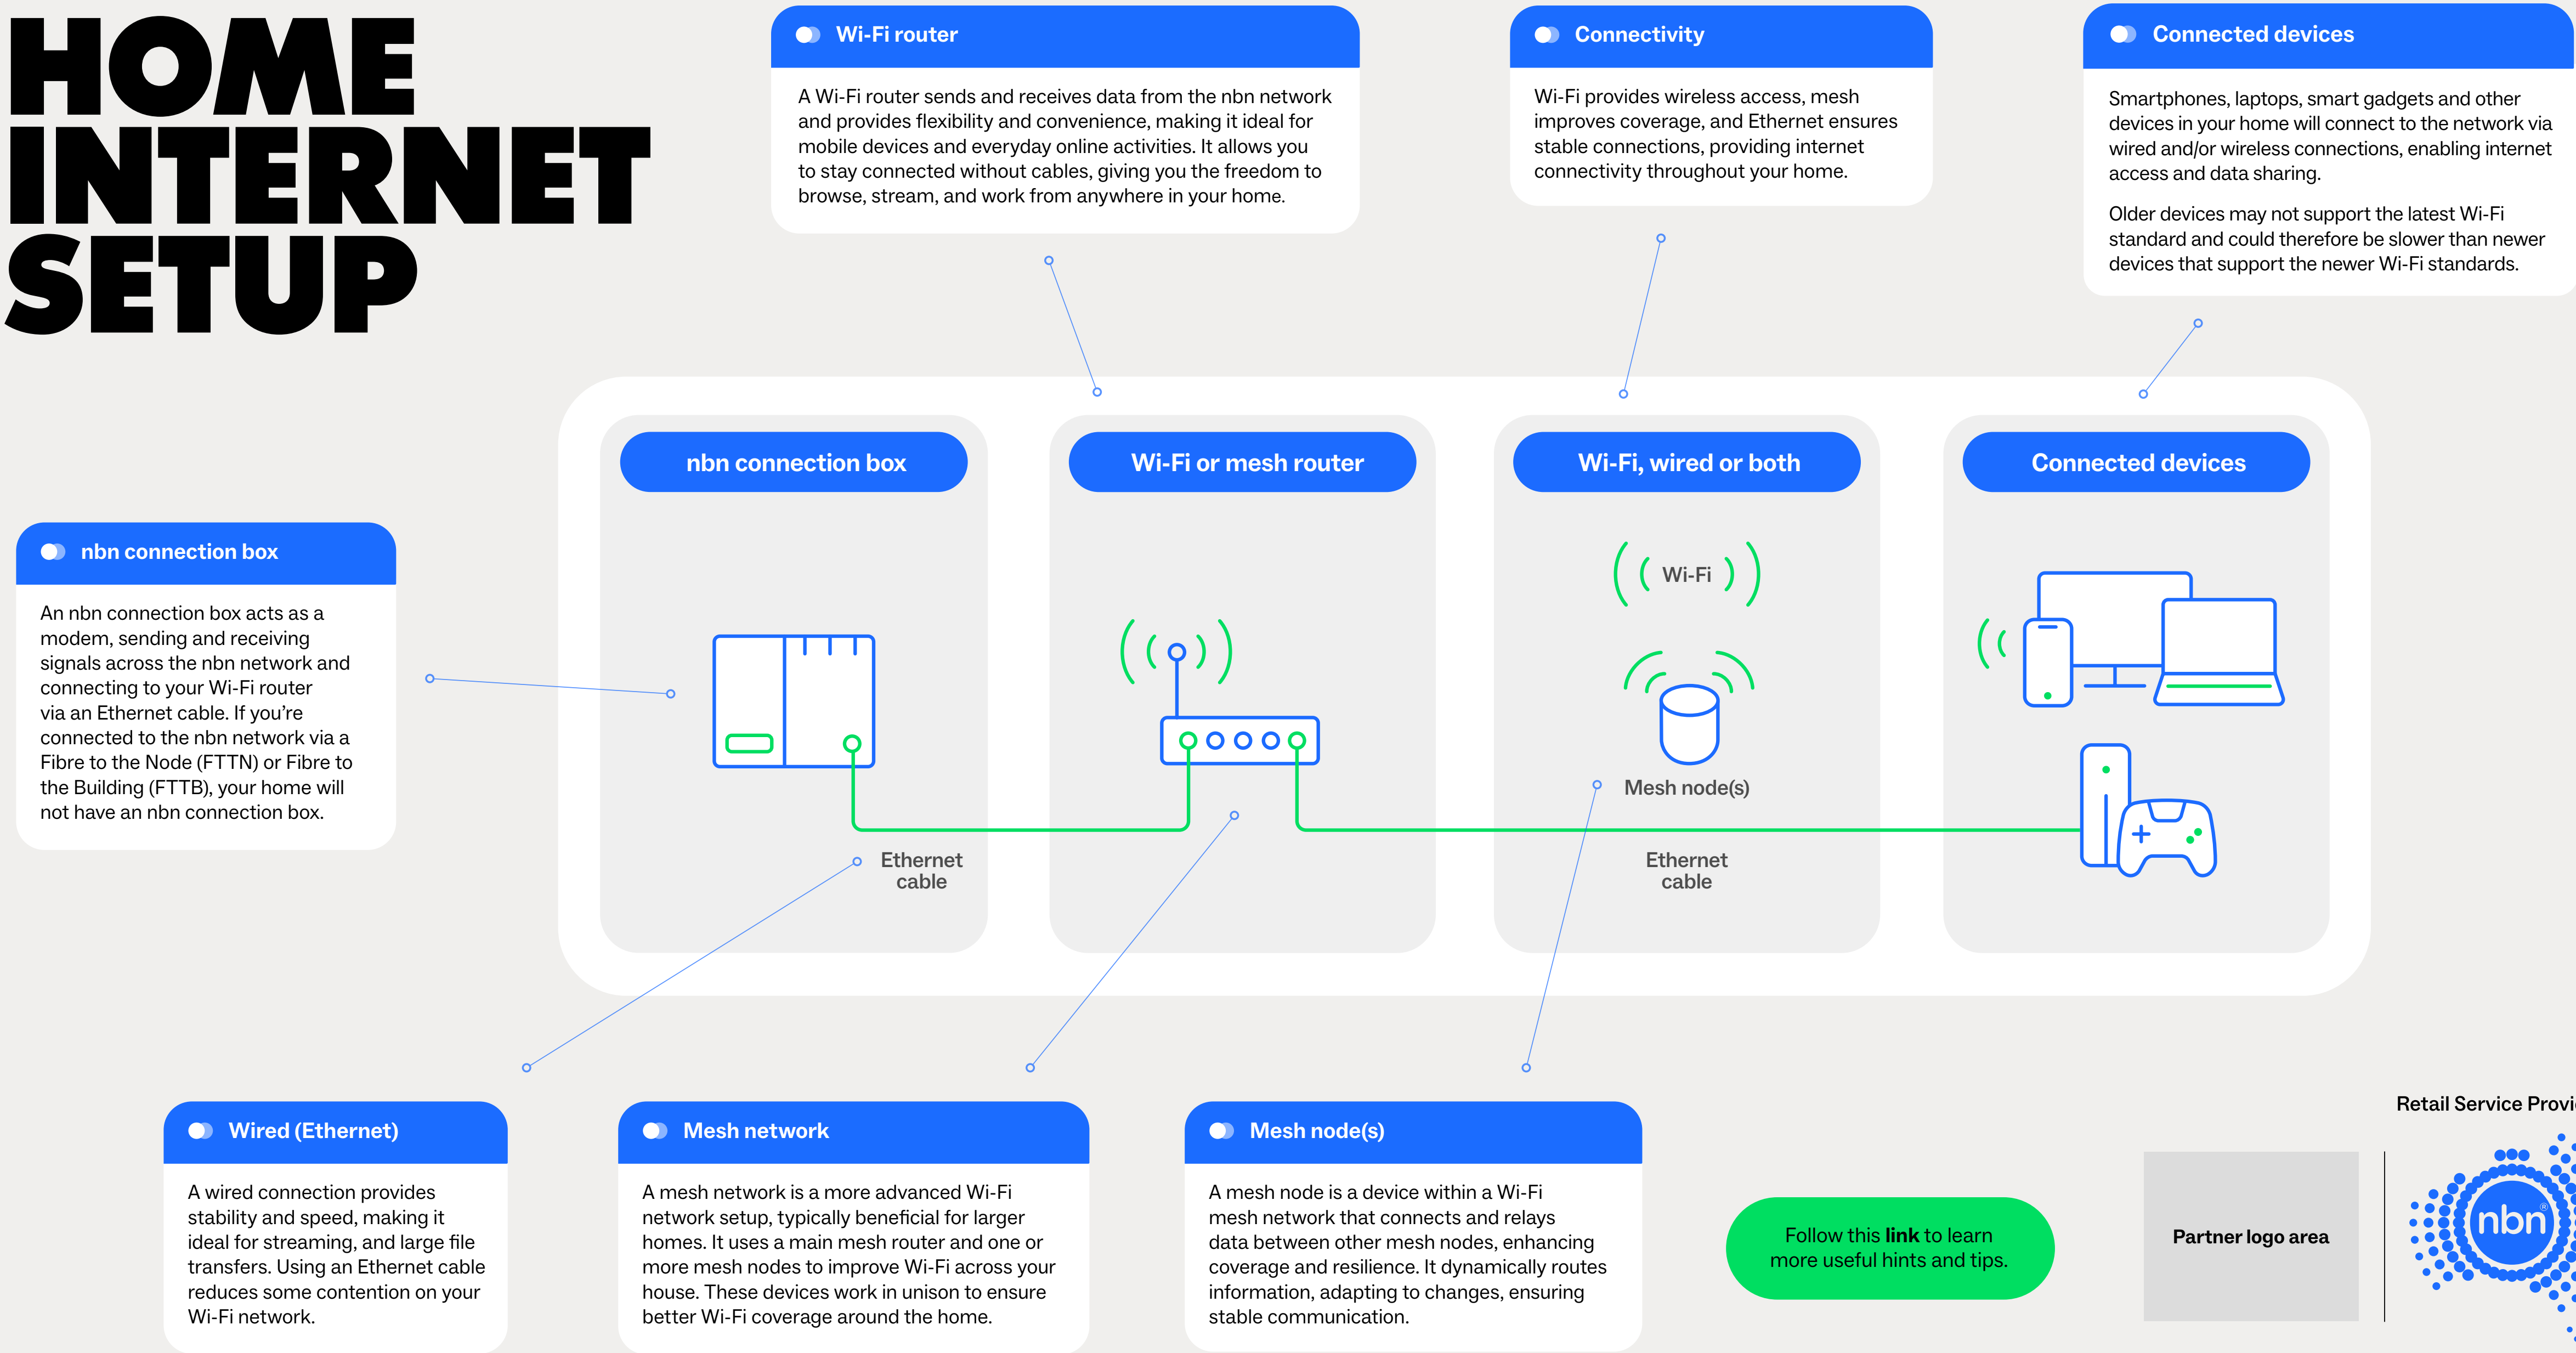 HOME
INTERNET
SETUP
Wi-Fi router
A Wi-Fi router sends and receives data from the nbn network
and provides flexibility and convenience, making it ideal for
mobile devices and everyday online activities. It allows you
to stay connected without cables, giving you the freedom to
browse, stream, and work from anywhere in your home.
Connectivity
Wi-Fi provides wireless access, mesh
improves coverage, and Ethernet ensures
stable connections, providing internet
connectivity throughout your home.
Connected devices
Smartphones, laptops, smart gadgets and other
devices in your home will connect to the network via
wired and/or wireless connections, enabling internet
access and data sharing.
Older devices may not support the latest Wi-Fi
standard and could therefore be slower than newer
devices that support the newer Wi-Fi standards.
nbn connection box
An nbn connection box acts as a
modem, sending and receiving
signals across the nbn network and
connecting to your Wi-Fi router
via an Ethernet cable. If you’re
connected to the nbn network via a
Fibre to the Node (FTTN) or Fibre to
the Building (FTTB), your home will
not have an nbn connection box.
nbn connection box
Ethernet
cable
Wi-Fi or mesh router
Wi-Fi, wired or both
Wi-Fi
Mesh node(s)
Ethernet
cable
Connected devices
Wired (Ethernet)
A wired connection provides
stability and speed, making it
ideal for streaming, and large file
transfers. Using an Ethernet cable
reduces some contention on your
Wi-Fi network.
Mesh network
A mesh network is a more advanced Wi-Fi
network setup, typically beneficial for larger
homes. It uses a main mesh router and one or
more mesh nodes to improve Wi-Fi across your
house. These devices work in unison to ensure
better Wi-Fi coverage around the home.
Mesh node(s)
A mesh node is a device within a Wi-Fi
mesh network that connects and relays
data between other mesh nodes, enhancing
coverage and resilience. It dynamically routes
information, adapting to changes, ensuring
stable communication.
Follow this link to learn
more useful hints and tips.
Retail Service
Partner logo area
nbn®